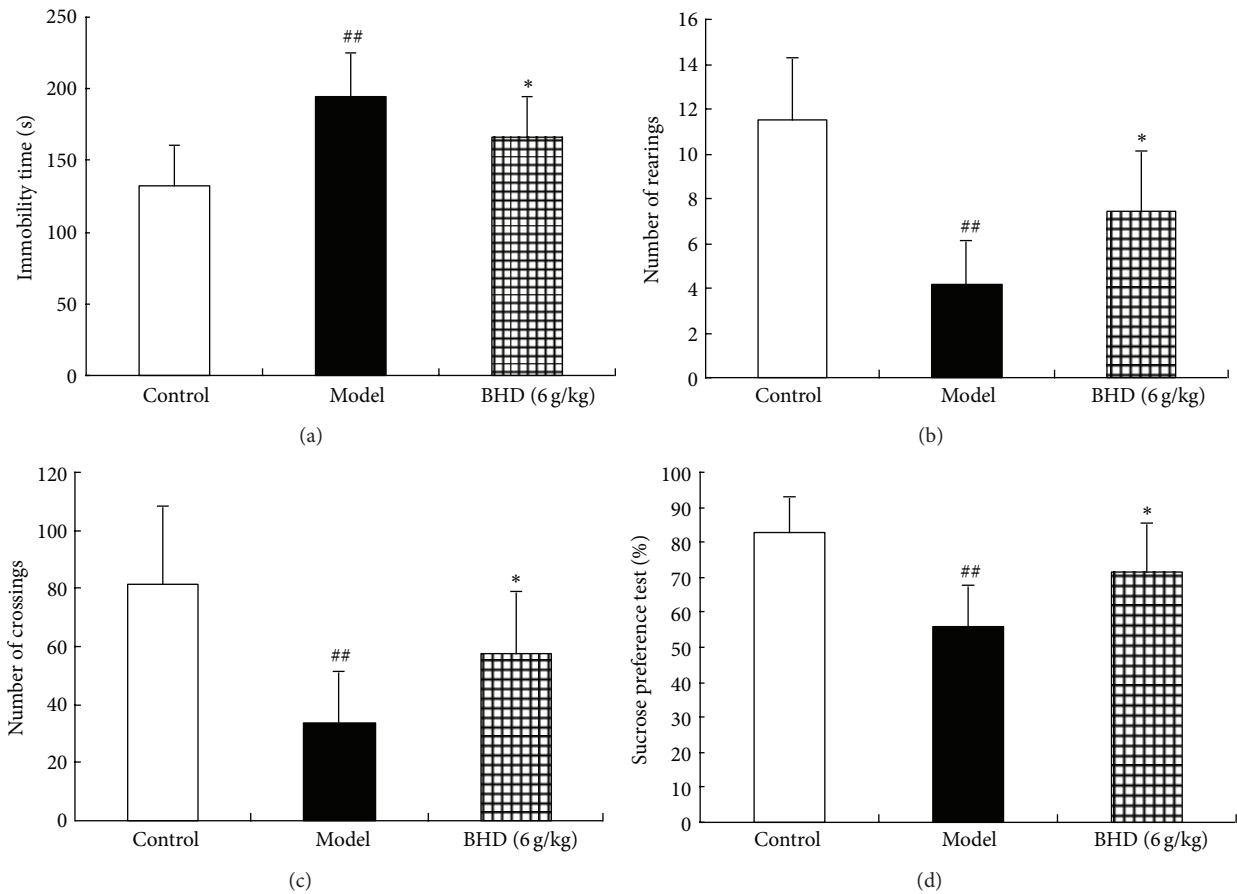 250
200
150
100
50
0
Immobility time (s)
##
*
Control
Model
BHD (6 g/kg)
(a)
16
14
12
10
8
6
4
2
0
Number of rearings
##
*
Control
Model
BHD (6 g/kg)
(b)
120
100
80
60
40
20
0
Number of crossings
##
*
Control
Model
BHD (6 g/kg)
(c)
100
90
80
70
60
50
40
30
20
10
0
Sucrose preference test (%)
##
*
Control
Model
BHD (6 g/kg)
(d)